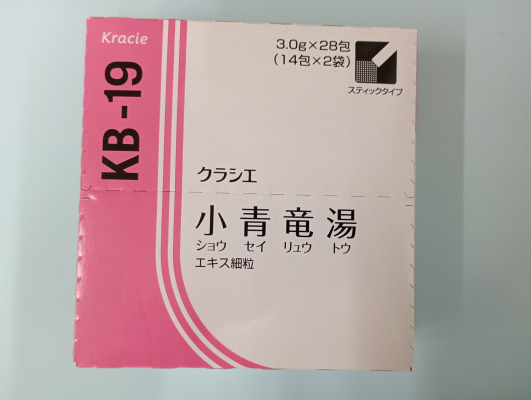 Kracie
KB-19
3.0g×28包
(14包×2袋)
スティックタイプ
クラシエ
小青竜湯
ショウ セイ リュウ トウ
エキス細粒